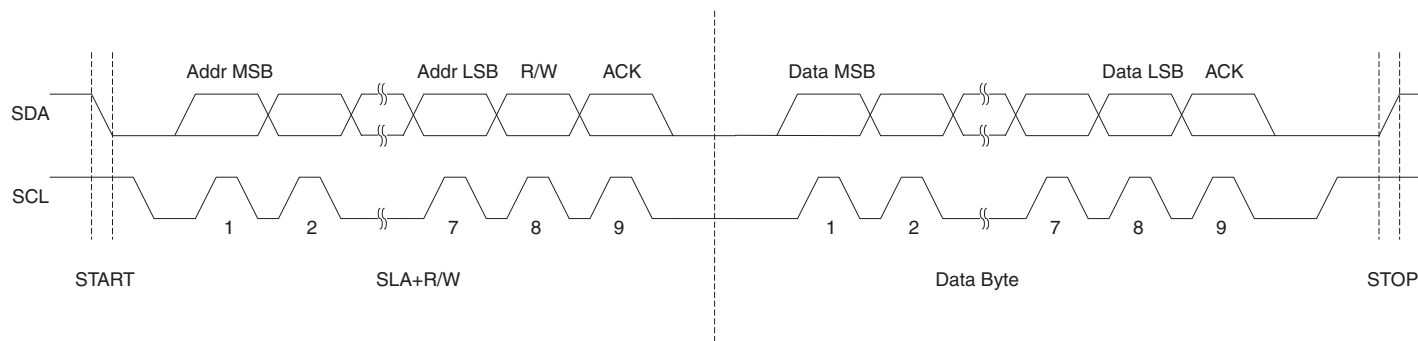 Addr MSB Addr LSB R/W ACK Data MSB Data LSB ACK
SDA
SCL
1 2 7 8 9 1 2 7 8 9
START SLA+R/W Data Byte STOP